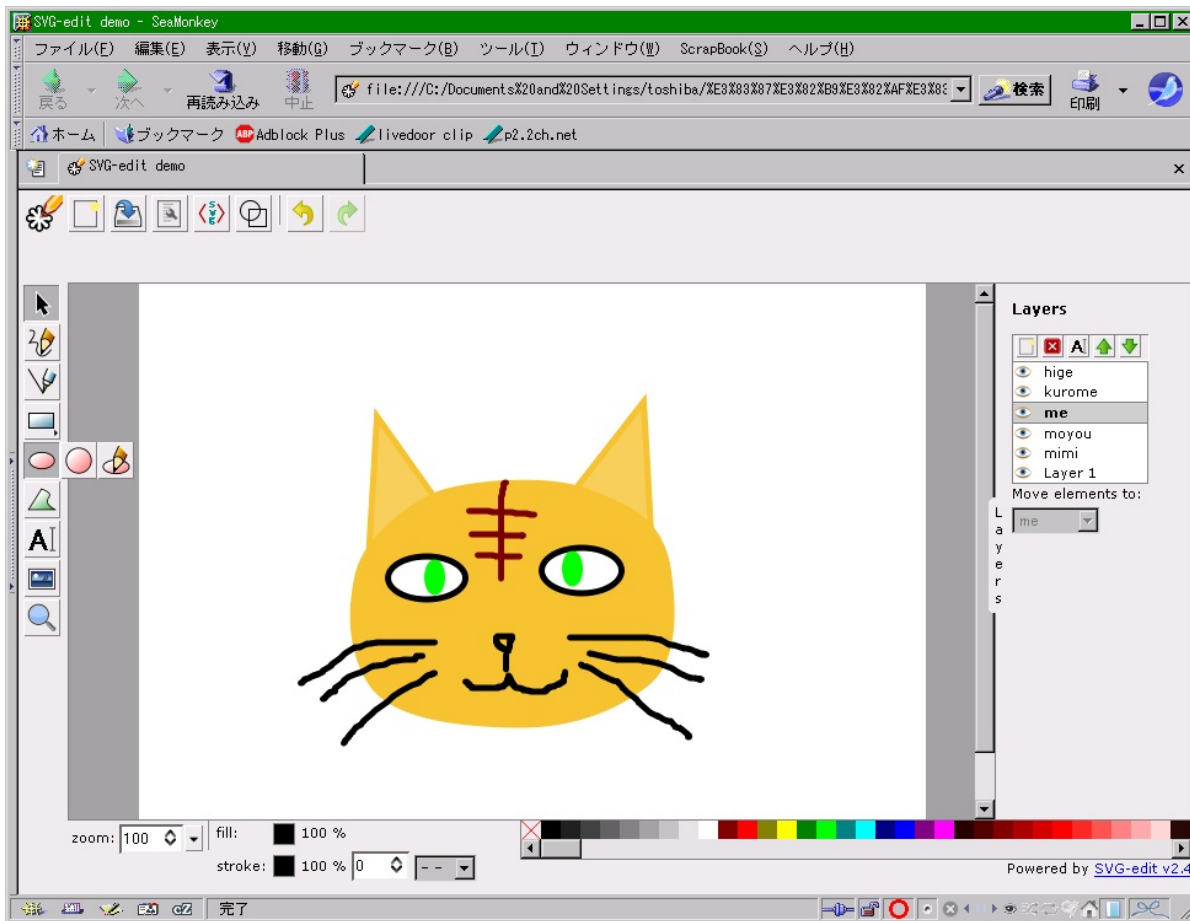 SVG-edit demo - SeaMonkey
ファイル(F) 編集(E) 表示(V) 移動(G) ブックマーク(B) ツール(T) ウィンドウ(W) ScrapBook(S) ヘルプ(H)
戻る 次へ 再読み込み 中止 file:///C:/Documents%20and%20Settings/toshiba/%E3%83%87%E3%82%B9%E3%82%AF%E3%8 検索 印刷
ホーム ブックマーク ABP Adblock Plus livedoor clip p2.2ch.net
SVG-edit demo
SVG
Layers
hige
kurome
me
moyou
mimi
Layer 1
Move elements to:
me
Layers
zoom: 100 fill: 100 %
stroke: 100 % 0 --
Powered by SVG-edit v2.4
完了